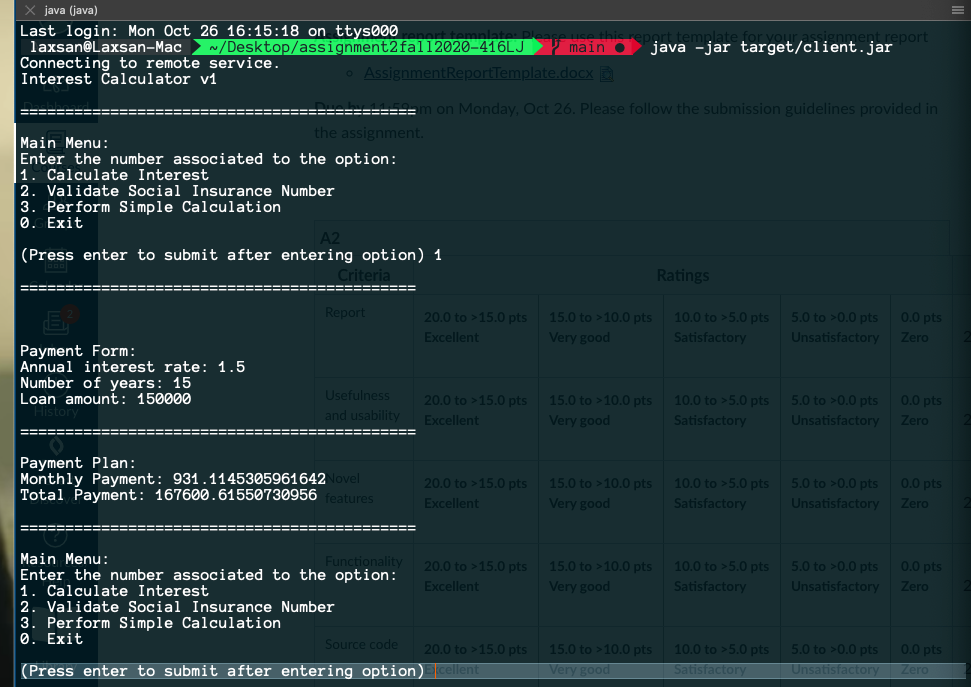 java (java)
Last login: Mon Oct 26 16:15:18 on ttys000
report template: Please use this report template for your assignment report
laxsan@Laxsan-Mac ~/Desktop/assignment2fall2020-416LJ main ● java -jar target/client.jar
Connecting to remote service.
AssignmentReportTemplate.docx
Interest Calculator v1
Due by 11:59pm on Monday, Oct 26. Please follow the submission guidelines provided in
==========================================
the assignment.
Main Menu:
Enter the number associated to the option:
1. Calculate Interest
2. Validate Social Insurance Number
3. Perform Simple Calculation
0. Exit
A2
(Press enter to submit after entering option) 1
Criteria Ratings
==========================================
Report 20.0 to >15.0 pts 15.0 to >10.0 pts 10.0 to >5.0 pts 5.0 to >0.0 pts 0.0 pts
2
Excellent Very good Satisfactory Unsatisfactory Zero
Payment Form:
Annual interest rate: 1.5
Number of years: 15
Loan amount: 150000
History
Usefulness 20.0 to >15.0 pts 15.0 to >10.0 pts 10.0 to >5.0 pts 5.0 to >0.0 pts 0.0 pts
and usability Excellent Very good Satisfactory Unsatisfactory Zero
==========================================
Payment Plan:
Monthly Payment: 931.1145305961642
Total Payment: 167600.61550730956
Novel 20.0 to >15.0 pts 15.0 to >10.0 pts 10.0 to >5.0 pts 5.0 to >0.0 pts 0.0 pts
features Excellent Very good Satisfactory Unsatisfactory Zero
==========================================
Main Menu:
Enter the number associated to the option:
1. Calculate Interest
2. Validate Social Insurance Number
3. Perform Simple Calculation
0. Exit
Functionality 20.0 to >15.0 pts 15.0 to >10.0 pts 10.0 to >5.0 pts 5.0 to >0.0 pts 0.0 pts
Excellent Very good Satisfactory Unsatisfactory Zero
Source code 20.0 to >15.0 pts 15.0 to >10.0 pts 10.0 to >5.0 pts 5.0 to >0.0 pts 0.0 pts
Excellent Very good Satisfactory Unsatisfactory Zero
(Press enter to submit after entering option)